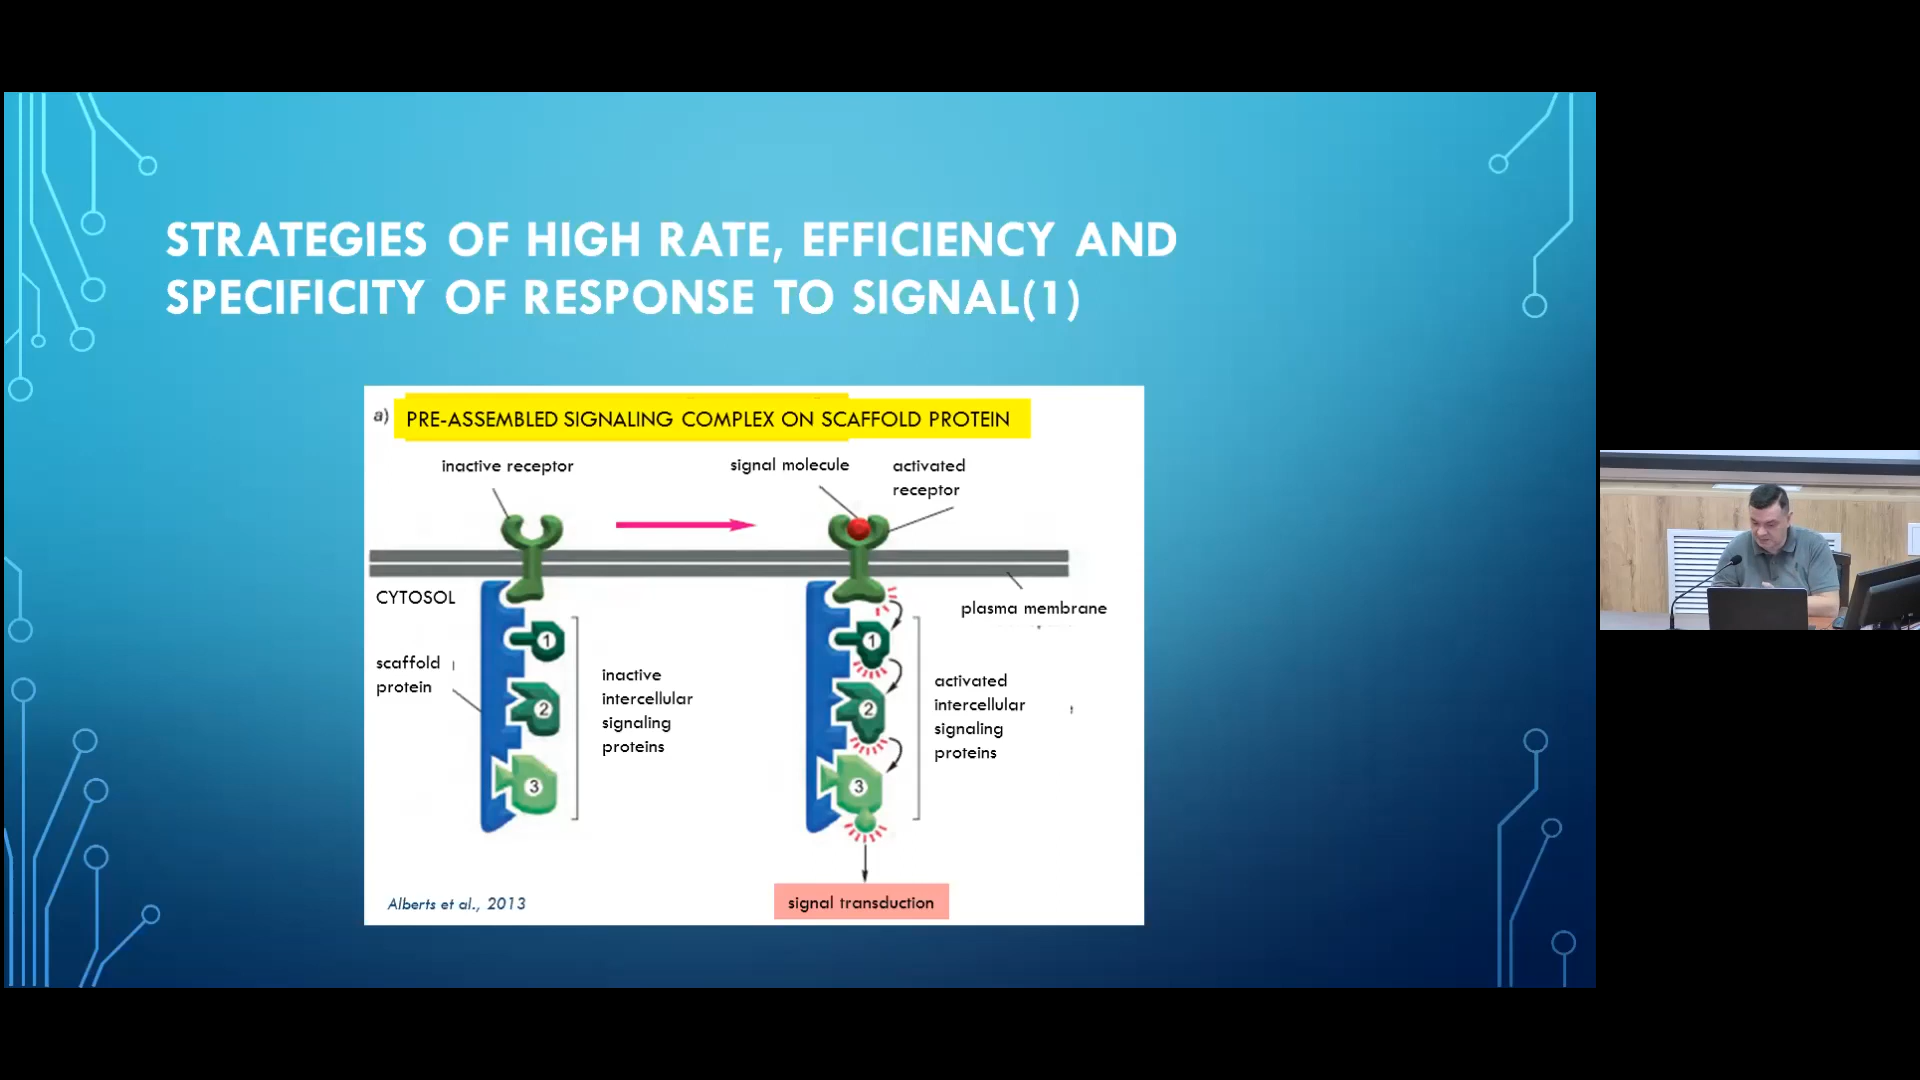 STRATEGIES OF HIGH RATE, EFFICIENCY AND
SPECIFICITY OF RESPONSE TO SIGNAL(1)
a) PRE-ASSEMBLED SIGNALING COMPLEX ON SCAFFOLD PROTEIN
inactive receptor
signal molecule
activated
receptor
CYTOSOL
plasma membrane
scaffold
protein
1
2
3
inactive
intercellular
signaling
proteins
1
2
3
activated
intercellular
signaling
proteins
Alberts et al., 2013
signal transduction